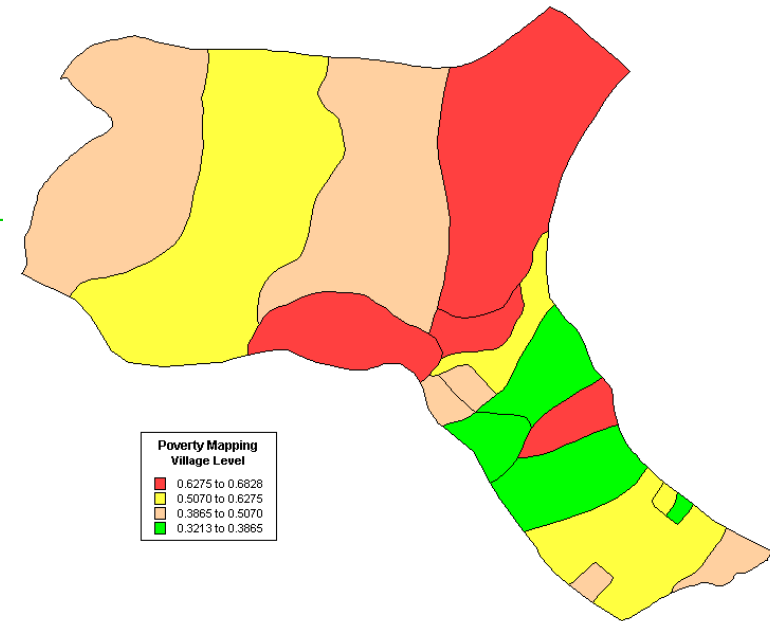 Poverty Mapping
Village Level
0.6275 to 0.6828
0.5070 to 0.6275
0.3865 to 0.5070
0.3213 to 0.3865